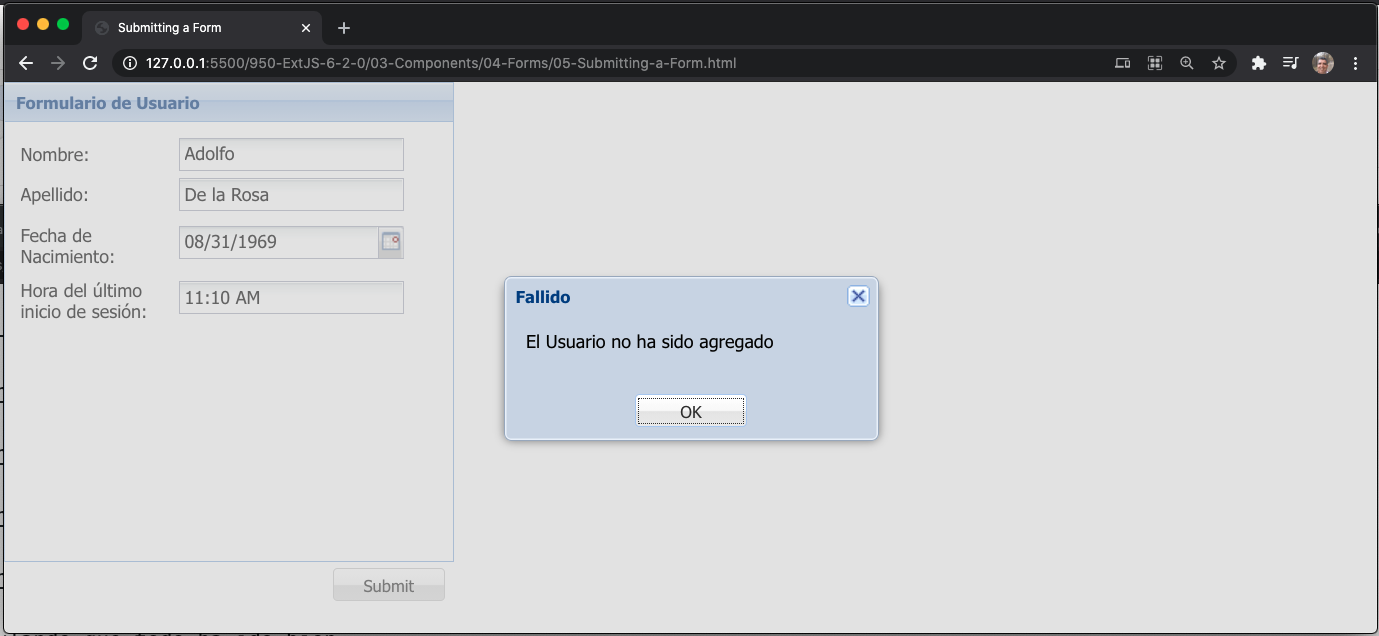 Submitting a Form
127.0.0.1:5500/950-ExtJS-6-2-0/03-Components/04-Forms/05-Submitting-a-Form.html
Formulario de Usuario
Nombre: Adolfo
Apellido: De la Rosa
Fecha de
Nacimiento: 08/31/1969
Hora del último
inicio de sesión: 11:10 AM
Fallido
El Usuario no ha sido agregado
OK
Submit